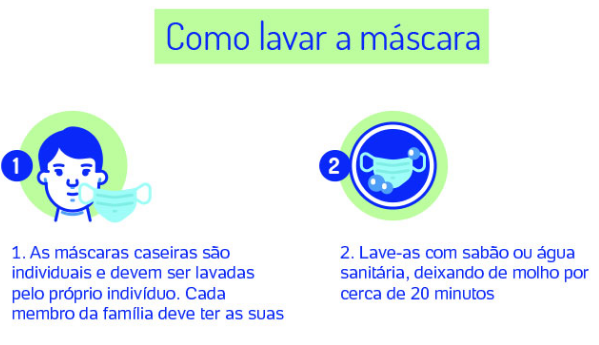 Como lavar a máscara
1
1. As máscaras caseiras são
individuais e devem ser lavadas
pelo próprio indivíduo. Cada
membro da família deve ter as suas
2
2. Lave-as com sabão ou água
sanitária, deixando de molho por
cerca de 20 minutos